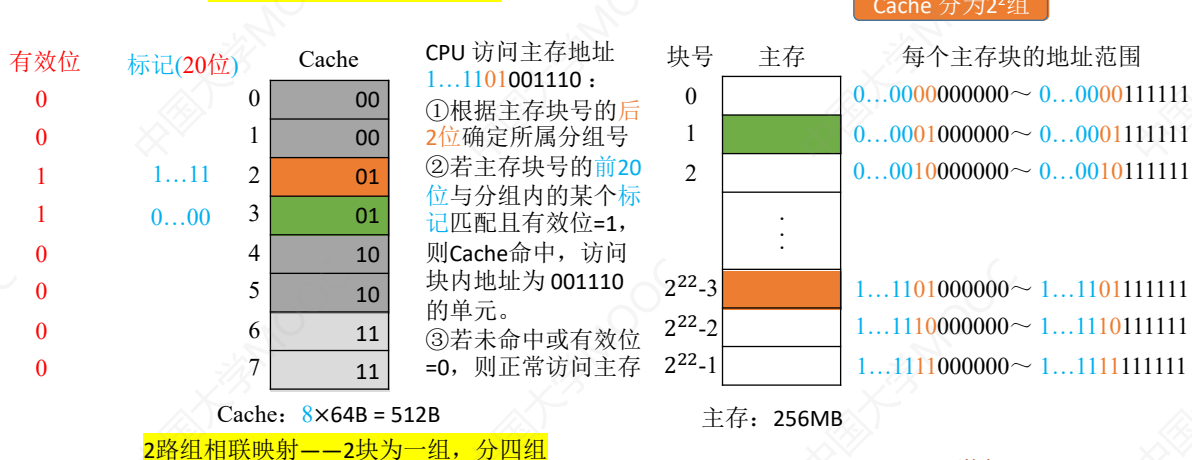 Cache 分为2²组
有效位
标记(20位)
Cache
0
0
00
0
1
00
1
1…11
2
01
1
0…00
3
01
0
4
10
0
5
10
0
6
11
0
7
11
Cache：8×64B = 512B
2路组相联映射——2块为一组，分四组
CPU 访问主存地址
1…1101001110：
①根据主存块号的后
2位确定所属分组号
②若主存块号的前20
位与分组内的某个标
记匹配且有效位=1，
则Cache命中，访问
块内地址为 001110
的单元。
③若未命中或有效位
=0，则正常访问主存
块号
主存
每个主存块的地址范围
0
0…0000000000～ 0…0000111111
1
0…0001000000～ 0…0001111111
2
0…0010000000～ 0…0010111111
⋮
2²²-3
1…1101000000～ 1…1101111111
2²²-2
1…1110000000～ 1…1110111111
2²²-1
1…1111000000～ 1…1111111111
主存：256MB
中国大学MOOC